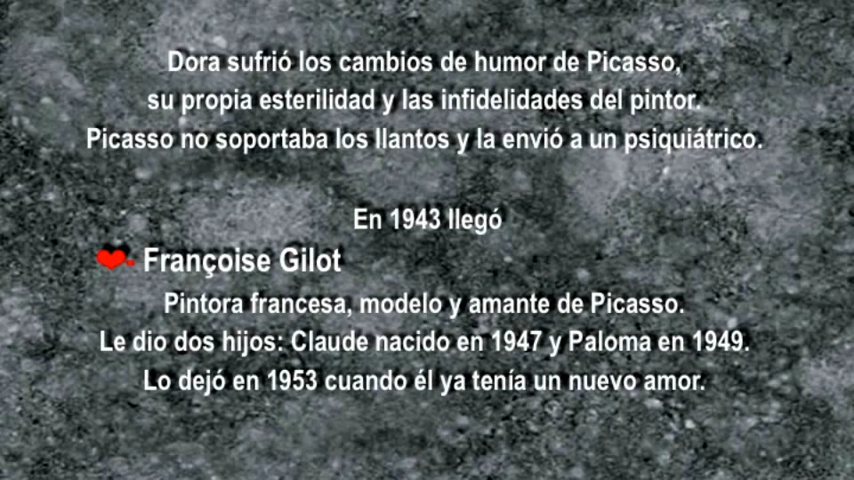 Dora sufrió los cambios de humor de Picasso,
su propia esterilidad y las infidelidades del pintor.
Picasso no soportaba los llantos y la envió a un psiquiátrico.
En 1943 llegó
Françoise Gilot
Pintora francesa, modelo y amante de Picasso.
Le dio dos hijos: Claude nacido en 1947 y Paloma en 1949.
Lo dejó en 1953 cuando él ya tenía un nuevo amor.